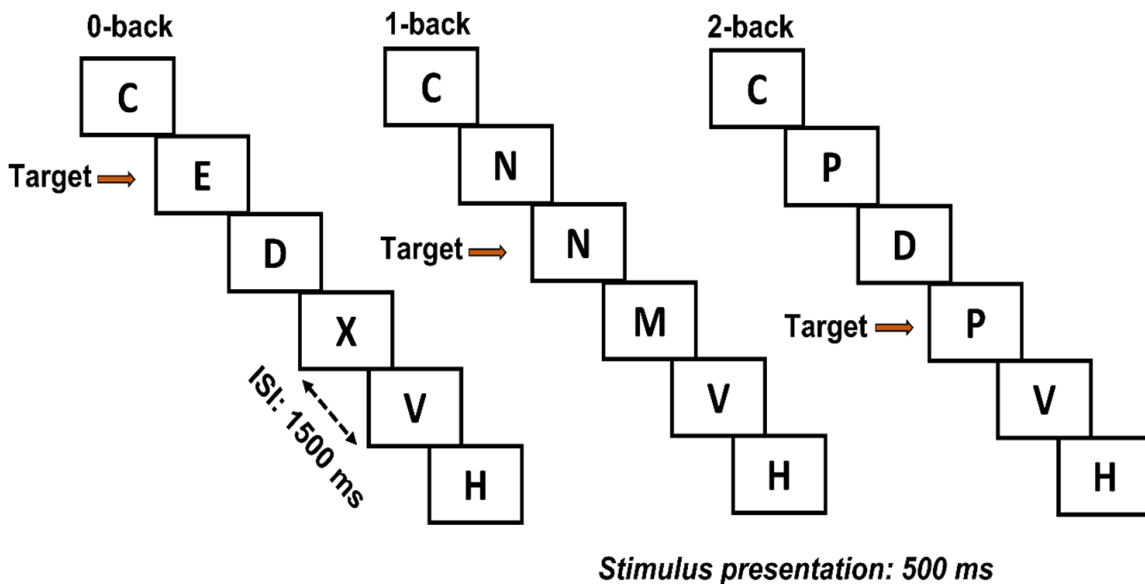 0-back
C
Target
E
D
X
ISI: 1500 ms
V
H
1-back
C
N
Target
N
M
V
H
2-back
C
P
D
Target
P
V
H
Stimulus presentation: 500 ms